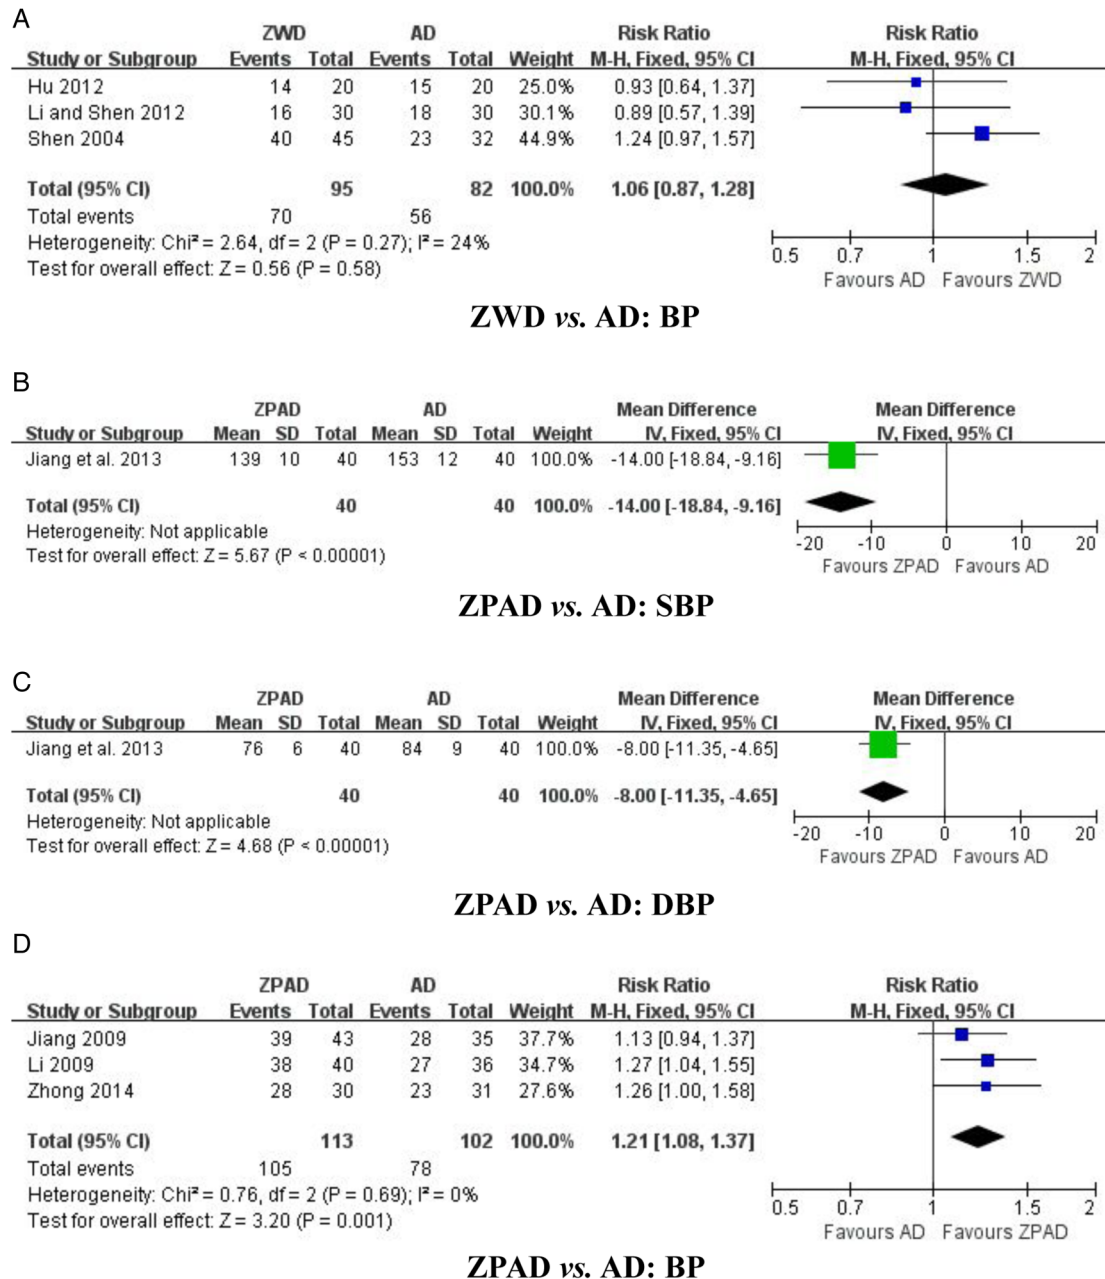 A
ZWD AD Risk Ratio Risk Ratio
Study or Subgroup Events Total Events Total Weight M-H, Fixed, 95% CI M-H, Fixed, 95% CI
Hu 2012 14 20 15 20 25.0% 0.93 [0.64, 1.37]
Li and Shen 2012 16 30 18 30 30.1% 0.89 [0.57, 1.39]
Shen 2004 40 45 23 32 44.9% 1.24 [0.97, 1.57]
Total (95% CI) 95 82 100.0% 1.06 [0.87, 1.28]
Total events 70 56
Heterogeneity: Chi² = 2.64, df = 2 (P = 0.27); I² = 24%
Test for overall effect: Z = 0.56 (P = 0.58)
0.5 0.7 1 1.5 2
Favours AD Favours ZWD
ZWD vs. AD: BP
B
ZPAD AD Mean Difference Mean Difference
Study or Subgroup Mean SD Total Mean SD Total Weight IV, Fixed, 95% CI IV, Fixed, 95% CI
Jiang et al. 2013 139 10 40 153 12 40 100.0% -14.00 [-18.84, -9.16]
Total (95% CI) 40 40 100.0% -14.00 [-18.84, -9.16]
Heterogeneity: Not applicable
Test for overall effect: Z = 5.67 (P < 0.00001)
-20 -10 0 10 20
Favours ZPAD Favours AD
ZPAD vs. AD: SBP
C
ZPAD AD Mean Difference Mean Difference
Study or Subgroup Mean SD Total Mean SD Total Weight IV, Fixed, 95% CI IV, Fixed, 95% CI
Jiang et al. 2013 76 6 40 84 9 40 100.0% -8.00 [-11.35, -4.65]
Total (95% CI) 40 40 100.0% -8.00 [-11.35, -4.65]
Heterogeneity: Not applicable
Test for overall effect: Z = 4.68 (P < 0.00001)
-20 -10 0 10 20
Favours ZPAD Favours AD
ZPAD vs. AD: DBP
D
ZPAD AD Risk Ratio Risk Ratio
Study or Subgroup Events Total Events Total Weight M-H, Fixed, 95% CI M-H, Fixed, 95% CI
Jiang 2009 39 43 28 35 37.7% 1.13 [0.94, 1.37]
Li 2009 38 40 27 36 34.7% 1.27 [1.04, 1.55]
Zhong 2014 28 30 23 31 27.6% 1.26 [1.00, 1.58]
Total (95% CI) 113 102 100.0% 1.21 [1.08, 1.37]
Total events 105 78
Heterogeneity: Chi² = 0.76, df = 2 (P = 0.69); I² = 0%
Test for overall effect: Z = 3.20 (P = 0.001)
0.5 0.7 1 1.5 2
Favours AD Favours ZPAD
ZPAD vs. AD: BP